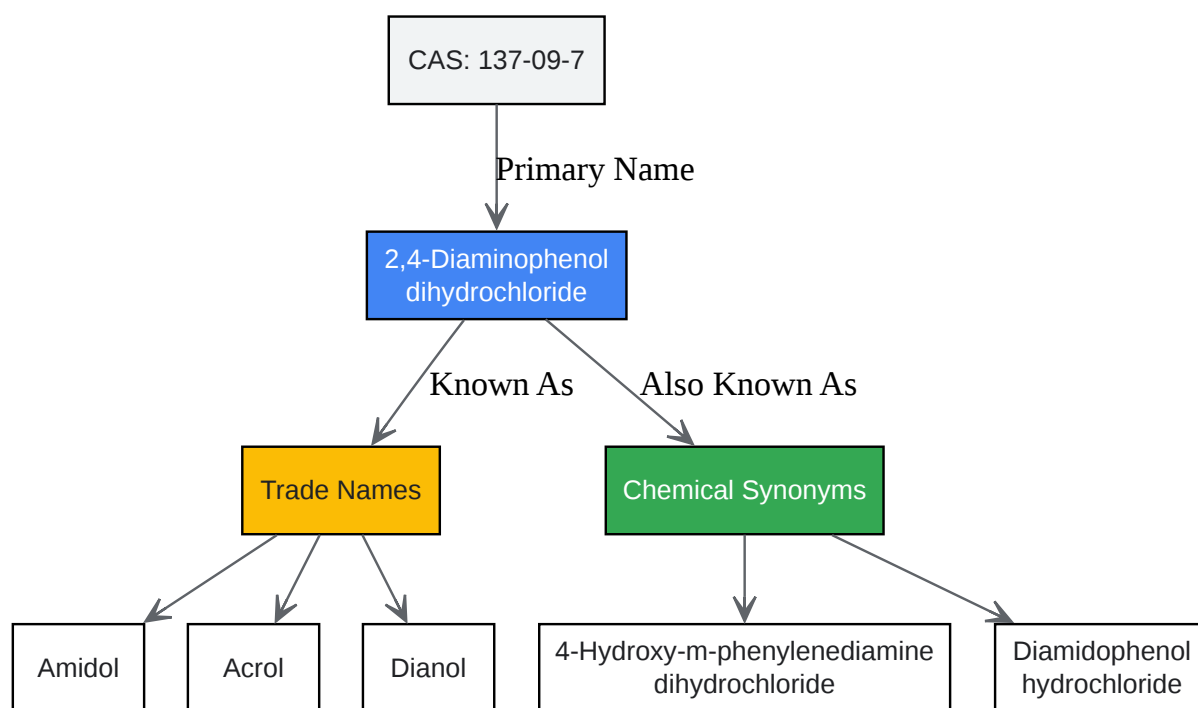 CAS: 137-09-7
Primary Name
2,4-Diaminophenol
dihydrochloride
Known As
Also Known As
Trade Names
Chemical Synonyms
Amidol
Acrol
Dianol
4-Hydroxy-m-phenylenediamine
dihydrochloride
Diamidophenol
hydrochloride